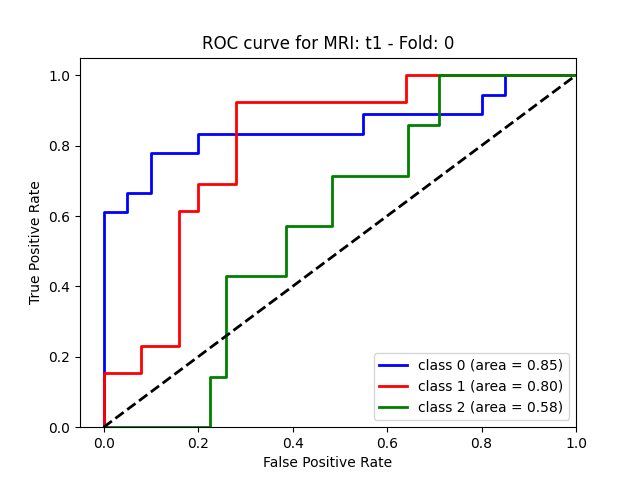 ROC curve for MRI: t1 - Fold: 0
True Positive Rate
1.0
0.8
0.6
0.4
0.2
0.0
0.0 0.2 0.4 0.6 0.8 1.0
False Positive Rate
class 0 (area = 0.85)
class 1 (area = 0.80)
class 2 (area = 0.58)